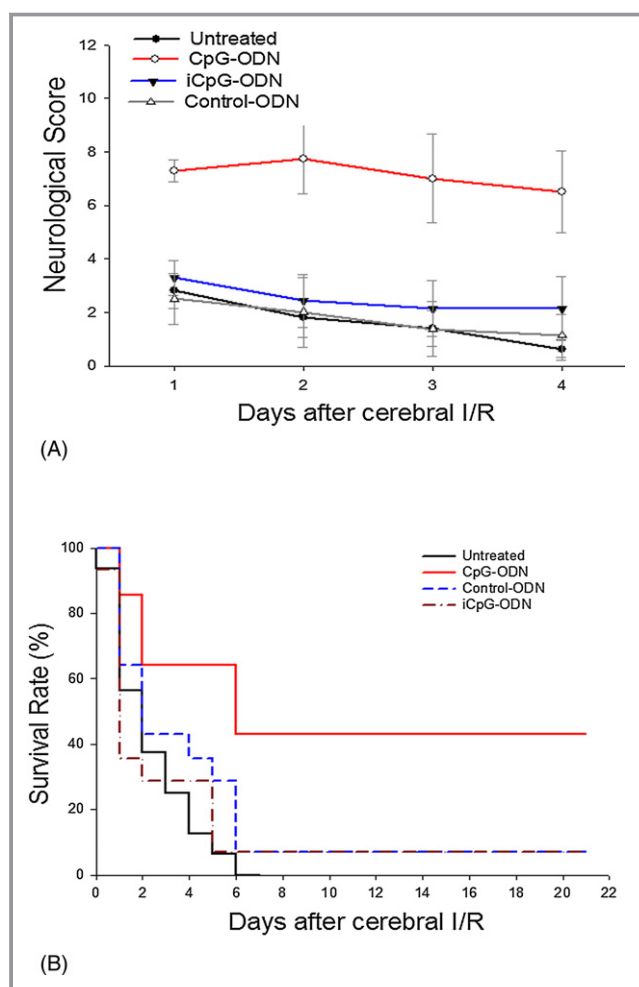 Untreated
CpG-ODN
iCpG-ODN
Control-ODN
12
10
8
6
4
2
0
Neurological Score
1 2 3 4
Days after cerebral I/R
(A)
Untreated
CpG-ODN
Control-ODN
iCpG-ODN
100
80
60
40
20
0
Survival Rate (%)
0 2 4 6 8 10 12 14 16 18 20 22
Days after cerebral I/R
(B)